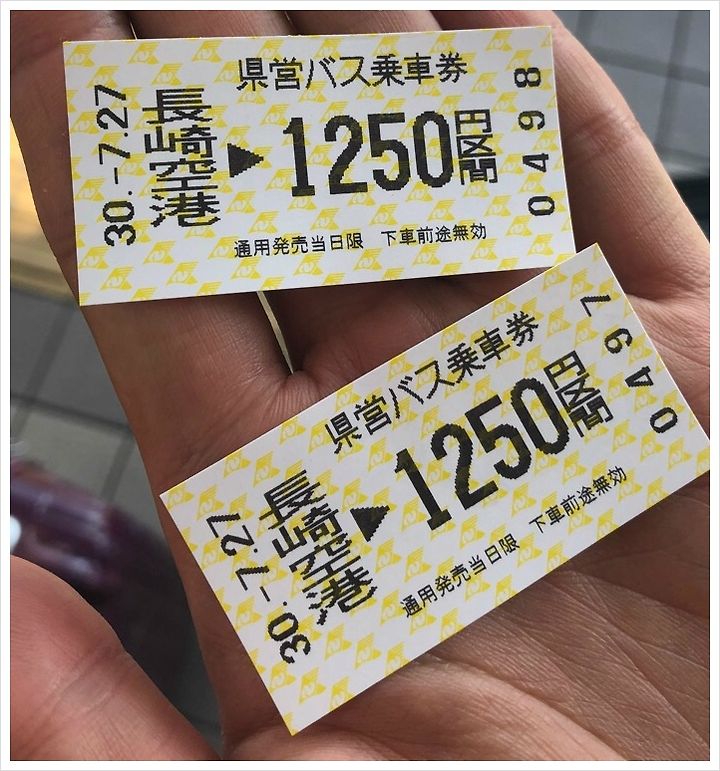 県営バス乗車券
30.-7.27
長崎空港
▶
1250円区間
0498
通用発売当日限 下車前途無効
県営バス乗車券
30.-7.27
長崎空港
▶
1250円区間
0497
通用発売当日限 下車前途無効